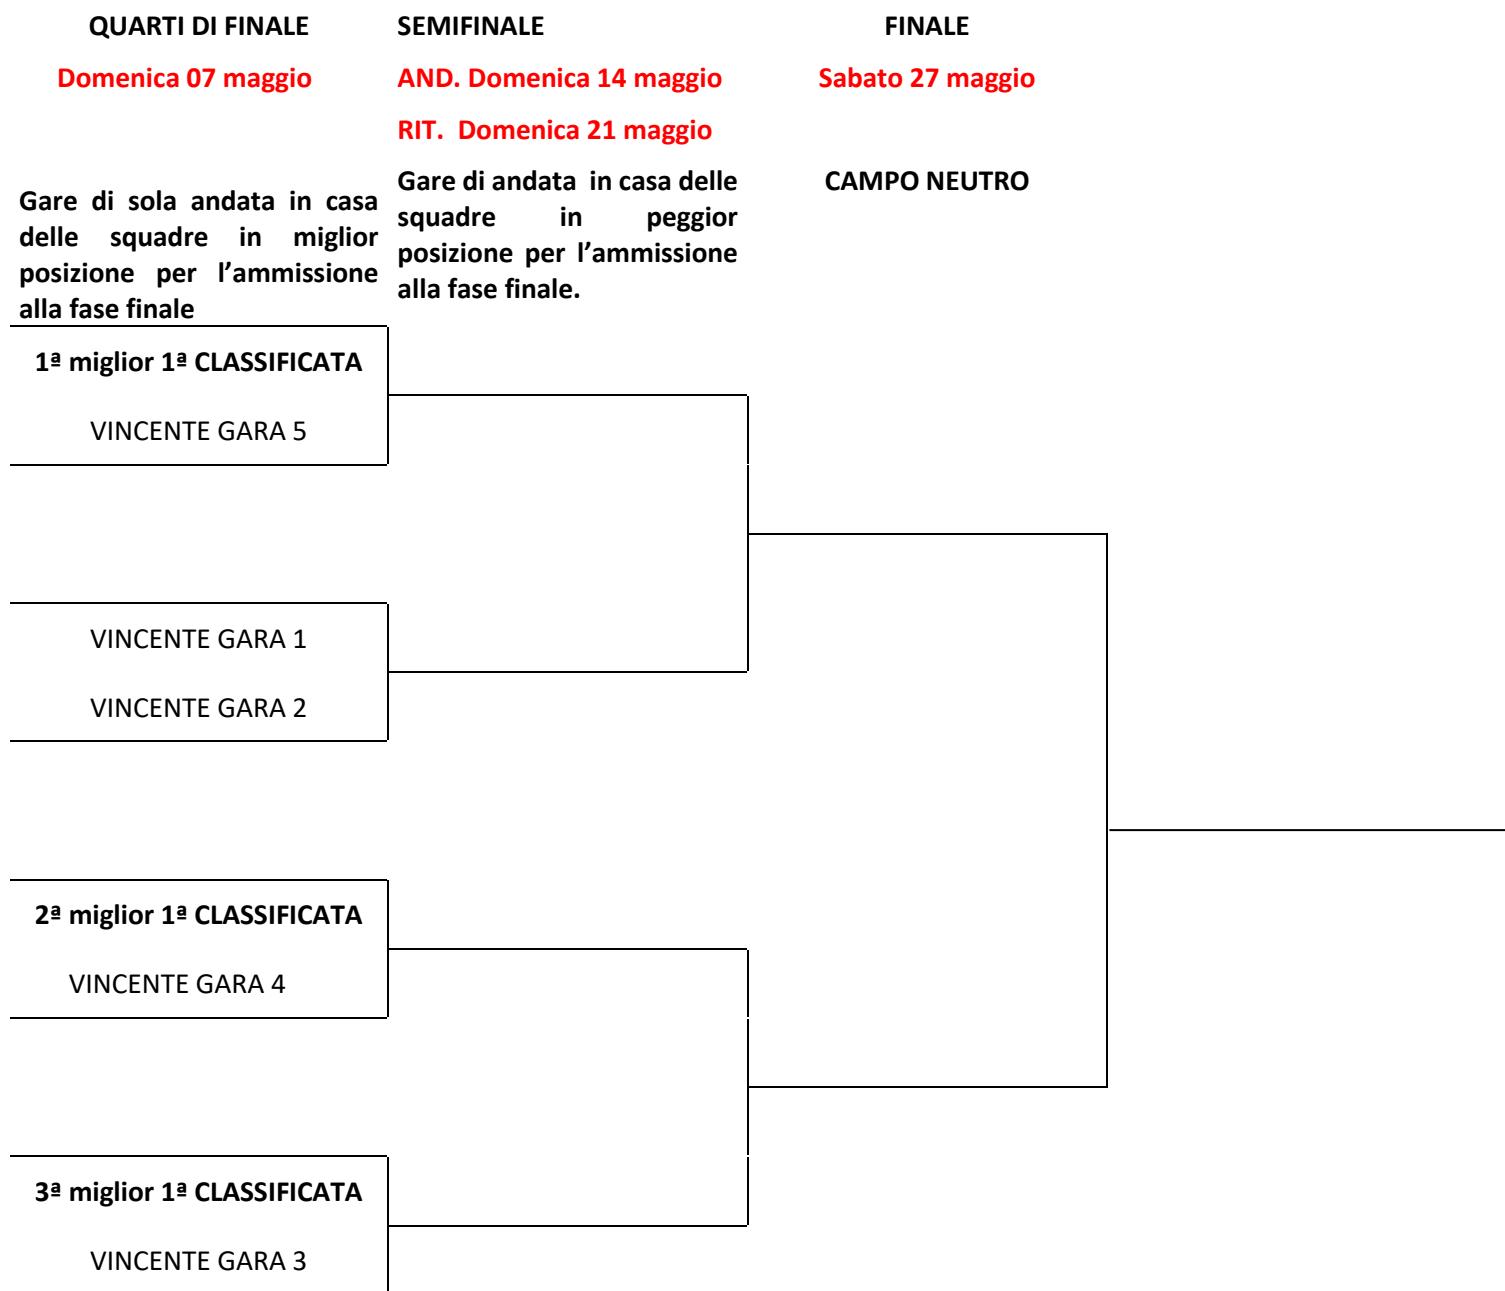 QUARTI DI FINALE
Domenica 07 maggio
Gare di sola andata in casa
delle squadre in miglior
posizione per l’ammissione
alla fase finale
SEMIFINALE
AND. Domenica 14 maggio
RIT. Domenica 21 maggio
Gare di andata in casa delle
squadre in peggior
posizione per l’ammissione
alla fase finale.
FINALE
Sabato 27 maggio
CAMPO NEUTRO
1ª miglior 1ª CLASSIFICATA
VINCENTE GARA 5
VINCENTE GARA 1
VINCENTE GARA 2
2ª miglior 1ª CLASSIFICATA
VINCENTE GARA 4
3ª miglior 1ª CLASSIFICATA
VINCENTE GARA 3